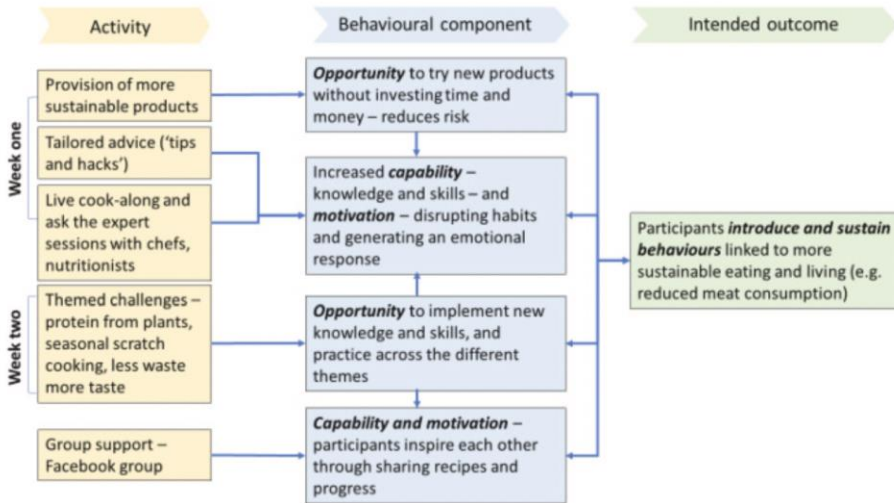 Activity
Behavioural component
Intended outcome
Week one
Provision of more
sustainable products
Tailored advice (‘tips
and hacks’)
Live cook-along and
ask the expert
sessions with chefs,
nutritionists
Week two
Themed challenges –
protein from plants,
seasonal scratch
cooking, less waste
more taste
Group support –
Facebook group
Opportunity to try new products
without investing time and
money – reduces risk
Increased capability –
knowledge and skills – and
motivation – disrupting habits
and generating an emotional
response
Opportunity to implement new
knowledge and skills, and
practice across the different
themes
Capability and motivation –
participants inspire each other
through sharing recipes and
progress
Participants introduce and sustain
behaviours linked to more
sustainable eating and living (e.g.
reduced meat consumption)